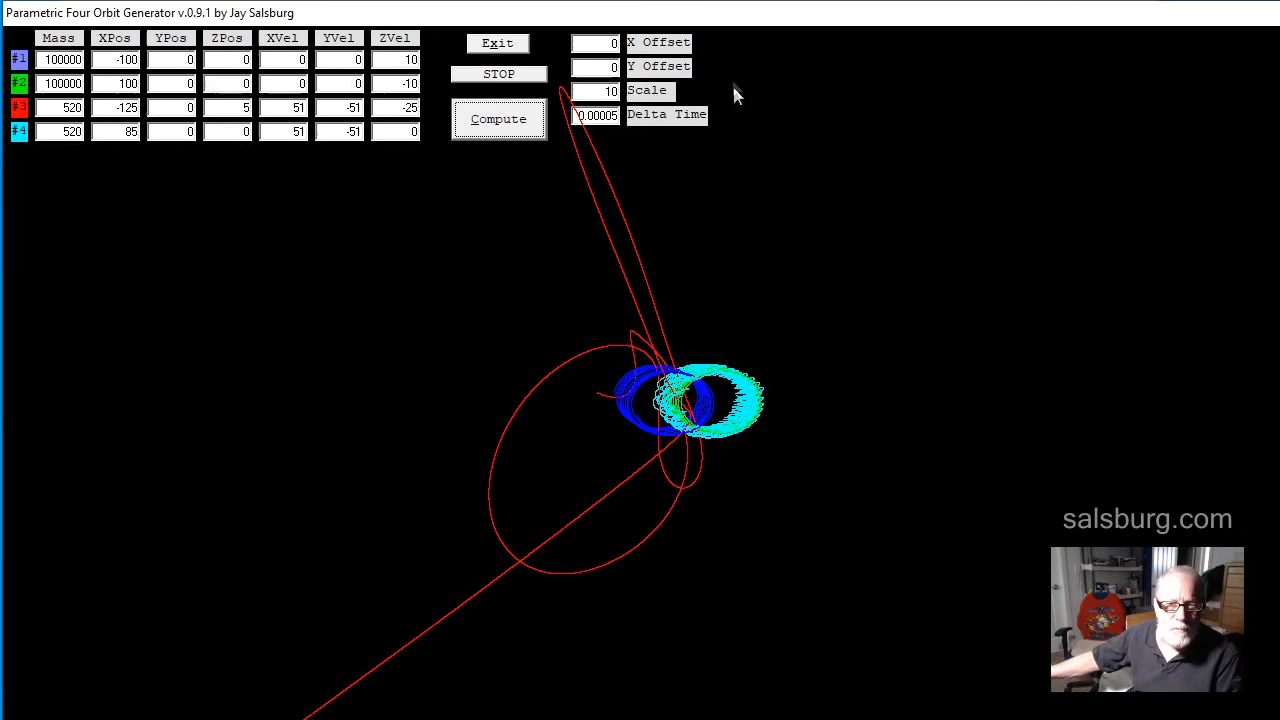 Parametric Four Orbit Generator v.0.9.1 by Jay Salsburg
Mass XPos YPos ZPos XVel YVel ZVel
#1 100000 -100 0 0 0 0 10
#2 100000 100 0 0 0 0 -10
#3 520 -125 0 5 51 -51 -25
#4 520 85 0 0 51 -51 0
Exit
STOP
Compute
0 X Offset
0 Y Offset
10 Scale
0.00005 Delta Time
salsburg.com